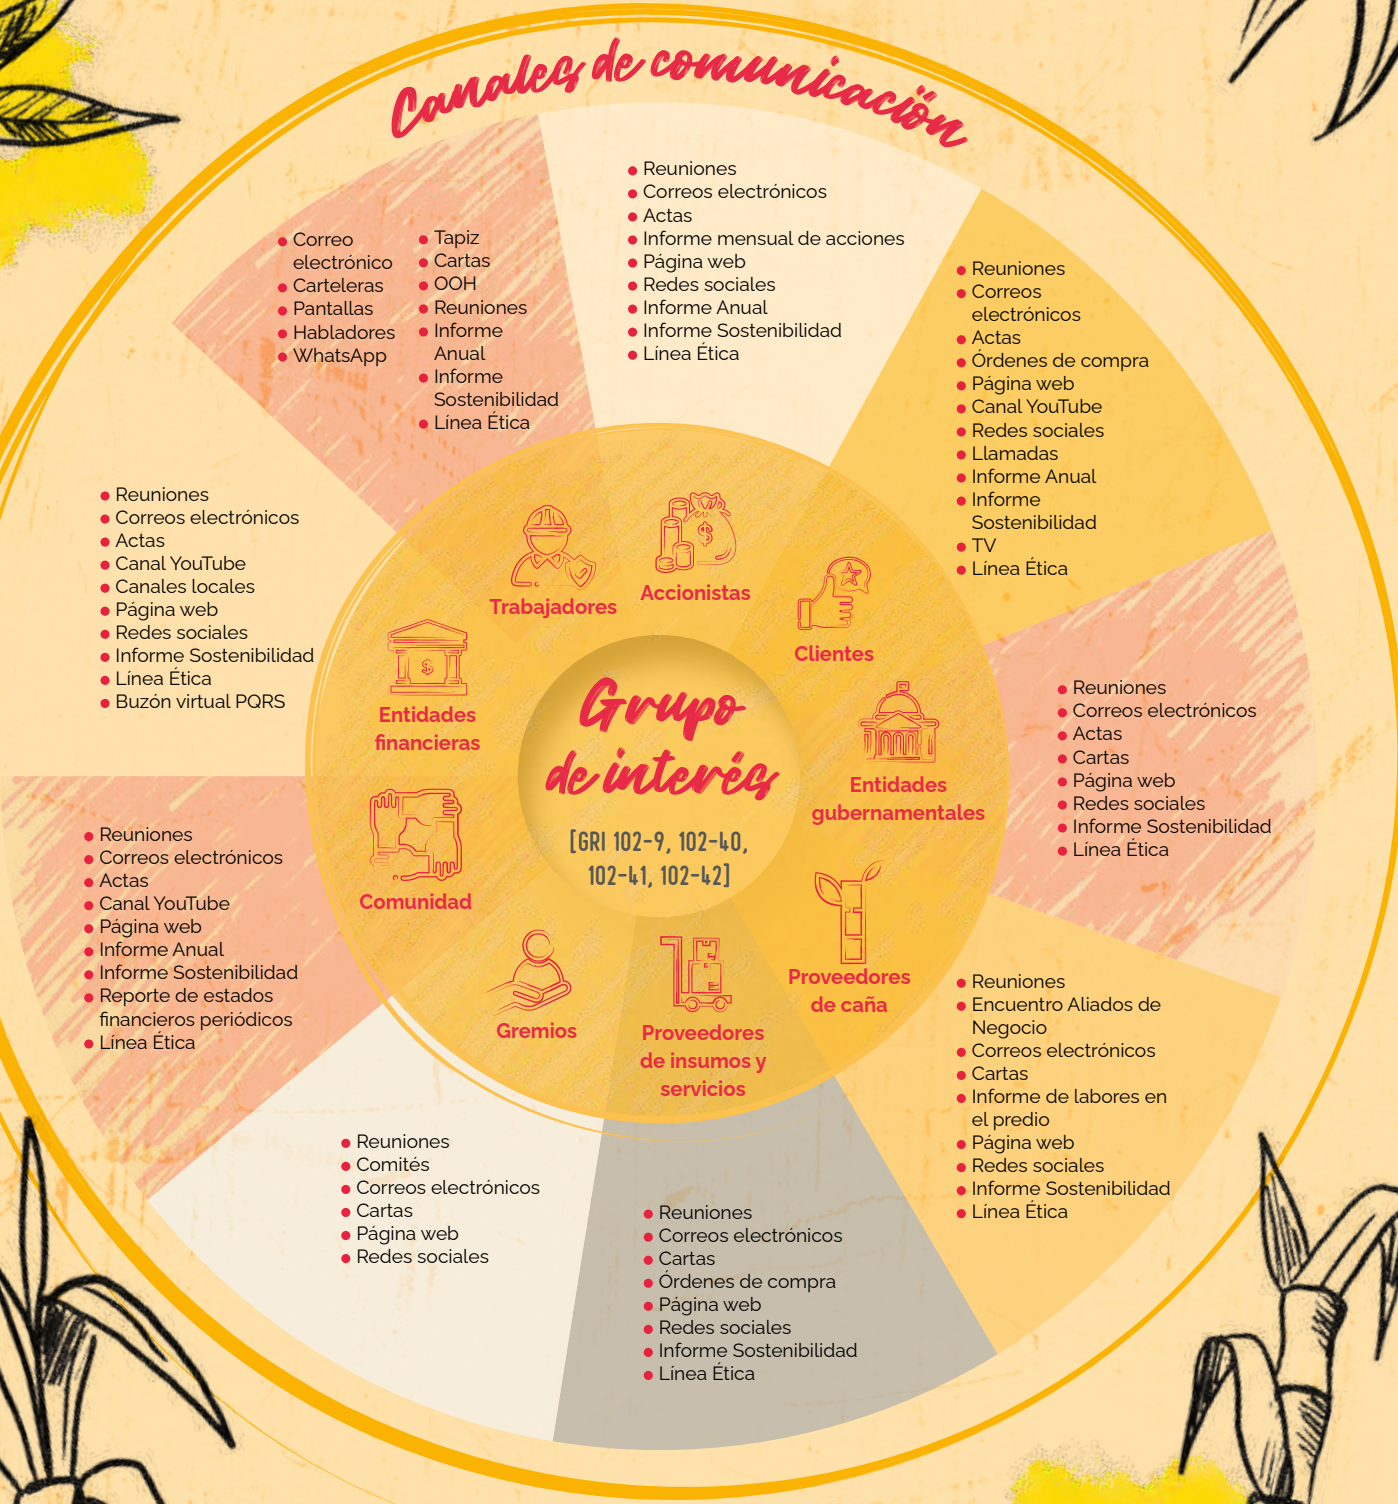 Canales de comunicación
Correo
electrónico
Carteleras
Pantallas
Habladores
WhatsApp
Tapiz
Cartas
OOH
Reuniones
Informe
Anual
Informe
Sostenibilidad
Línea Ética
Reuniones
Correos electrónicos
Actas
Informe mensual de acciones
Página web
Redes sociales
Informe Anual
Informe Sostenibilidad
Línea Ética
Reuniones
Correos
electrónicos
Actas
Órdenes de compra
Página web
Canal YouTube
Redes sociales
Llamadas
Informe Anual
Informe
Sostenibilidad
TV
Línea Ética
Reuniones
Correos electrónicos
Actas
Cartas
Página web
Redes sociales
Informe Sostenibilidad
Línea Ética
Reuniones
Encuentro Aliados de
Negocio
Correos electrónicos
Cartas
Informe de labores en
el predio
Página web
Redes sociales
Informe Sostenibilidad
Línea Ética
Reuniones
Correos electrónicos
Cartas
Órdenes de compra
Página web
Redes sociales
Informe Sostenibilidad
Línea Ética
Reuniones
Comités
Correos electrónicos
Cartas
Página web
Redes sociales
Reuniones
Correos electrónicos
Actas
Canal YouTube
Página web
Informe Anual
Informe Sostenibilidad
Reporte de estados
financieros periódicos
Línea Ética
Reuniones
Correos electrónicos
Actas
Canal YouTube
Canales locales
Página web
Redes sociales
Informe Sostenibilidad
Línea Ética
Buzón virtual PQRS
Trabajadores
Accionistas
Clientes
Entidades
gubernamentales
Proveedores
de caña
Proveedores
de insumos y
servicios
Gremios
Comunidad
Entidades
financieras
Grupo
de interés
[GRI 102-9, 102-40,
102-41, 102-42]